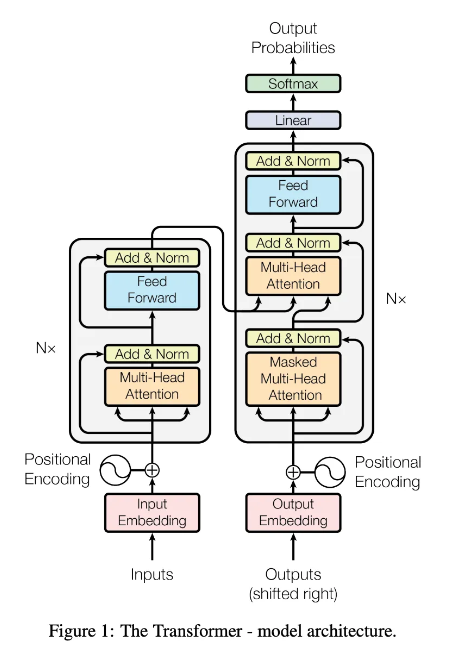 Output
Probabilities
Softmax
Linear
Add & Norm
Feed
Forward
Add & Norm
Multi-Head
Attention
Add & Norm
Masked
Multi-Head
Attention
N×
Add & Norm
Feed
Forward
Add & Norm
Multi-Head
Attention
N×
Positional
Encoding
Positional
Encoding
Input
Embedding
Output
Embedding
Inputs
Outputs
(shifted right)
Figure 1: The Transformer - model architecture.